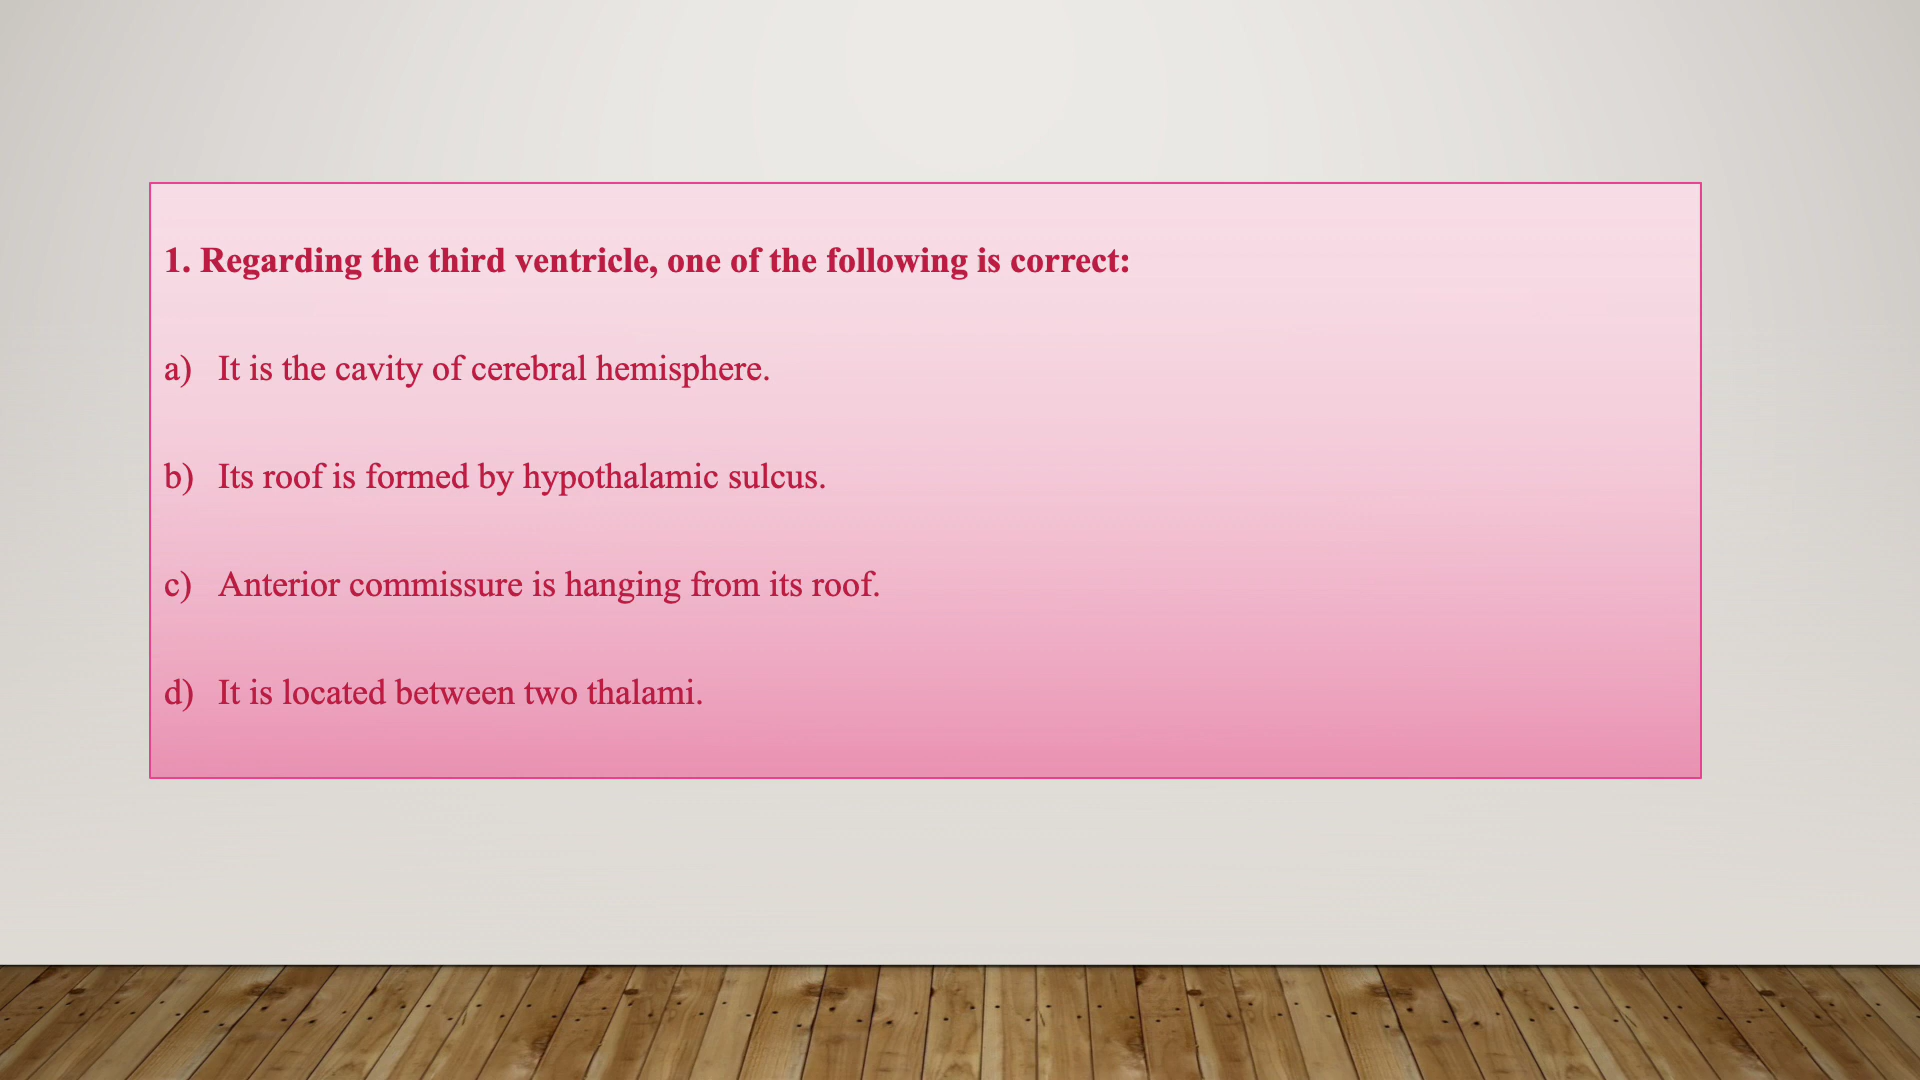 1. Regarding the third ventricle, one of the following is correct:
a) It is the cavity of cerebral hemisphere.
b) Its roof is formed by hypothalamic sulcus.
c) Anterior commissure is hanging from its roof.
d) It is located between two thalami.